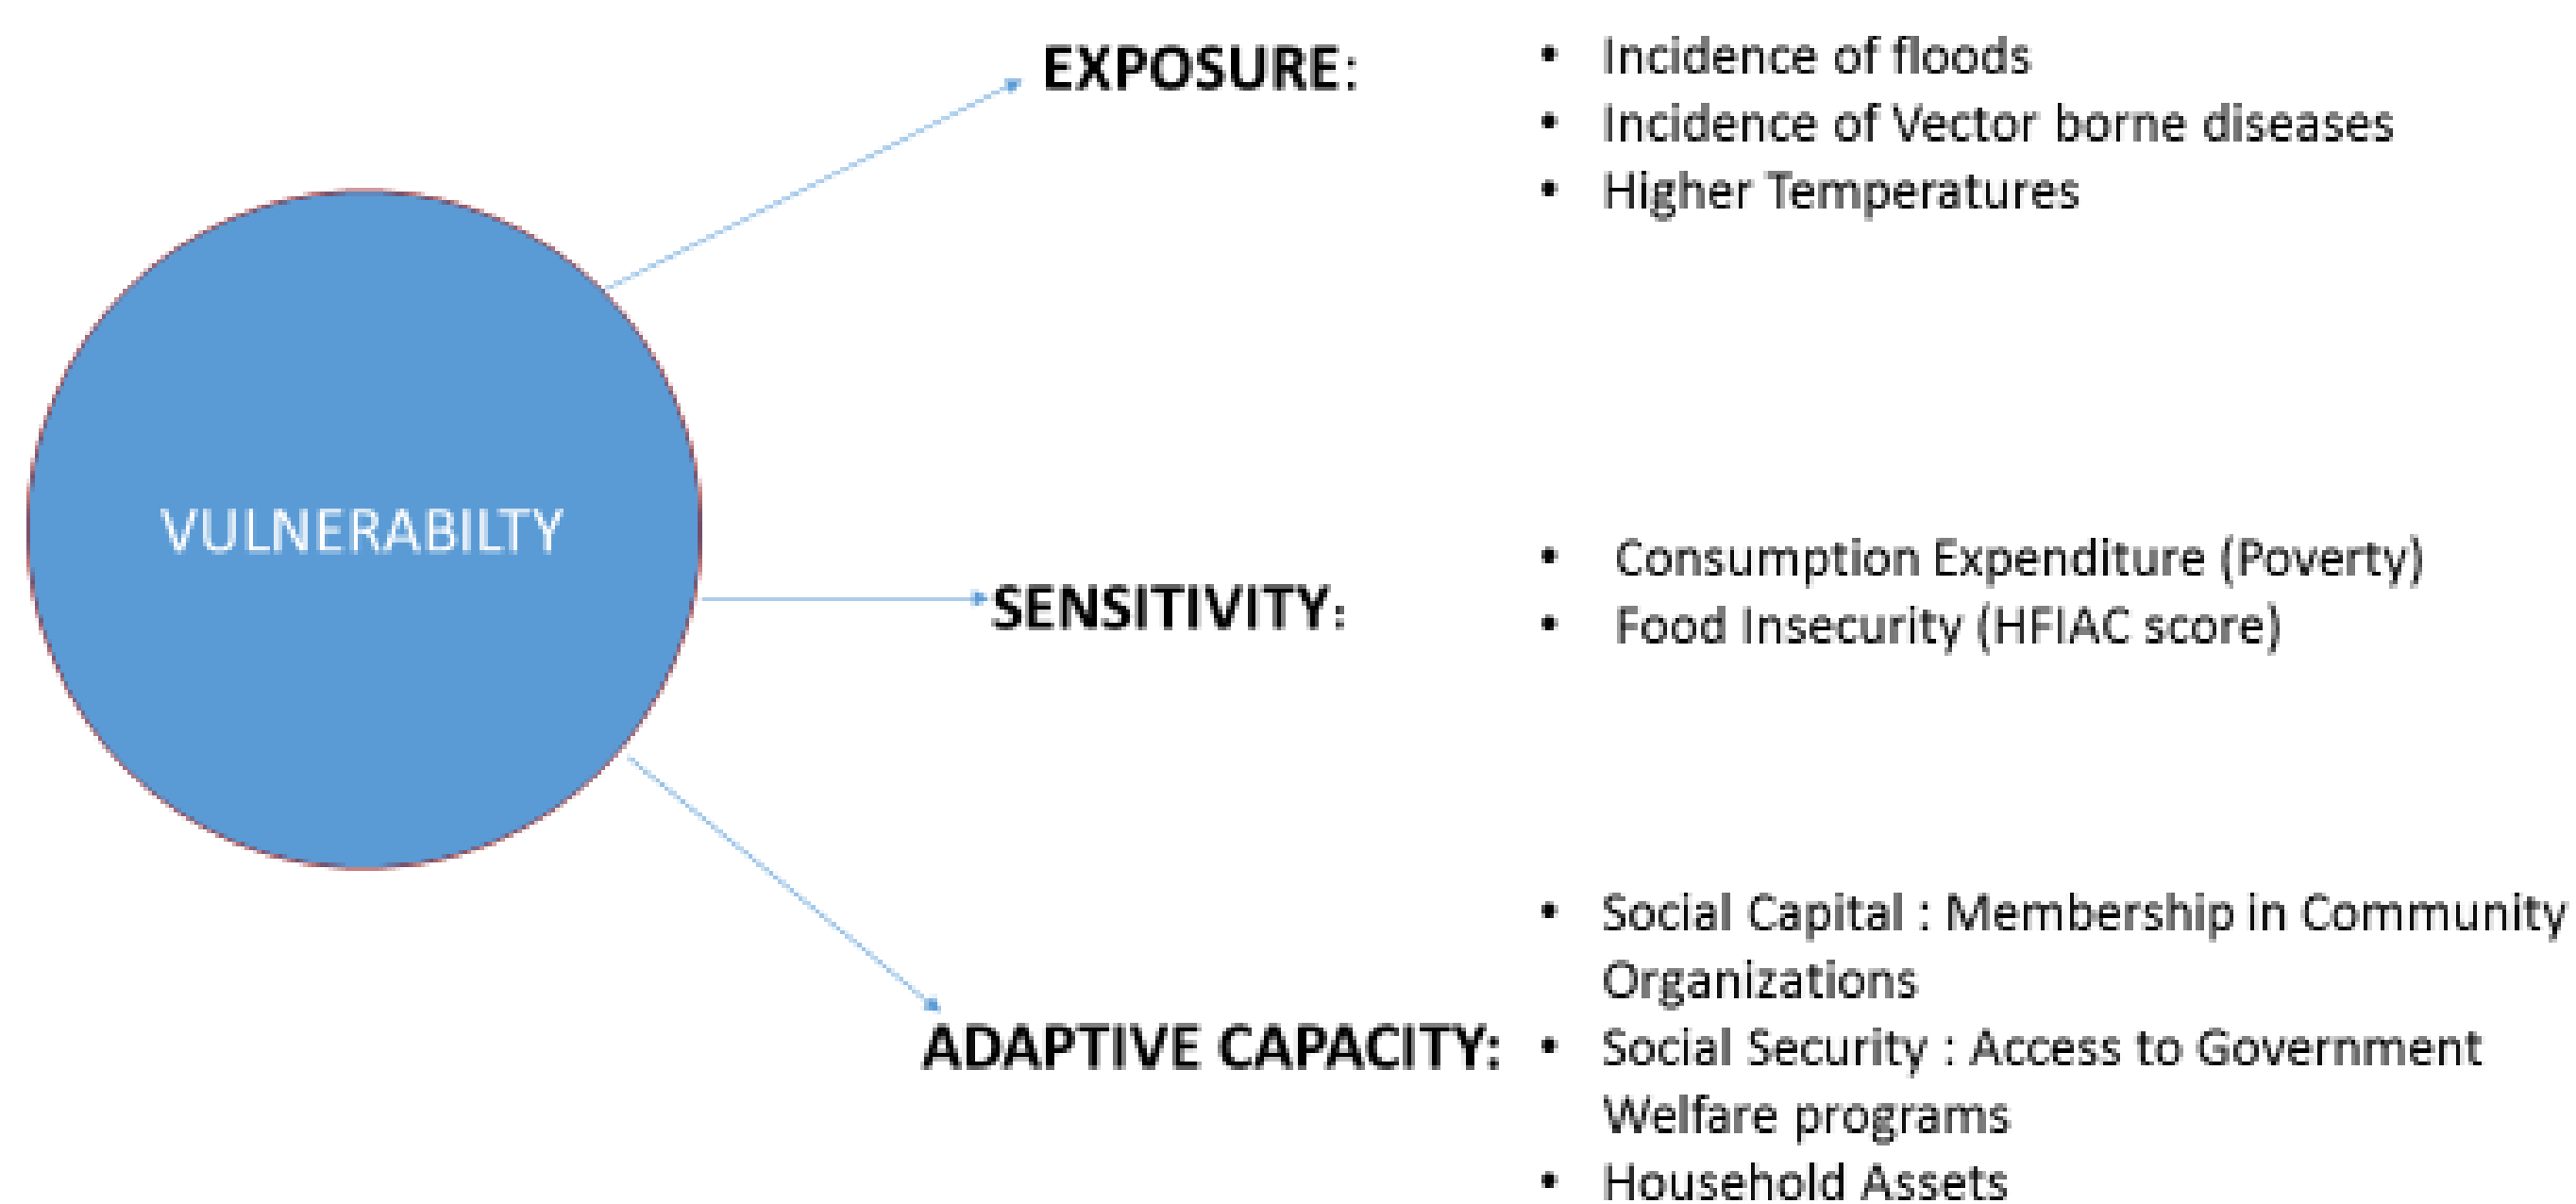 EXPOSURE:
• Incidence of floods
• Incidence of Vector borne diseases
• Higher Temperatures
VULNERABILTY
SENSITIVITY:
• Consumption Expenditure (Poverty)
• Food Insecurity (HFIAC score)
ADAPTIVE CAPACITY:
• Social Capital : Membership in Community
Organizations
• Social Security : Access to Government
Welfare programs
• Household Assets